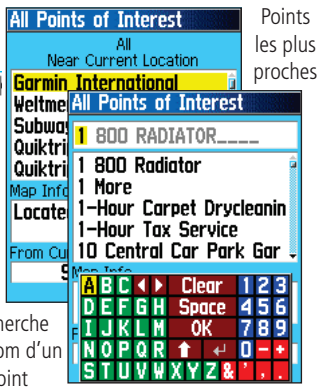 All Points of Interest
All
Near Current Location
Garmin International
Weltme
Subway
Quiktri
Quiktri
Map Info
Locate
From Cu
Points
les plus
proches
All Points of Interest
1 800 RADIATOR____
1 800 Radiator
1 More
1-Hour Carpet Drycleanin
1-Hour Tax Service
10 Central Car Park Gar
Map Info
A B C Clear 1 2 3
D E F G H Space 4 5 6
I J K L M OK 7 8 9
N O P Q R 0 - +
S T U V W X Y Z & ' , .
herche
om d'un
oint